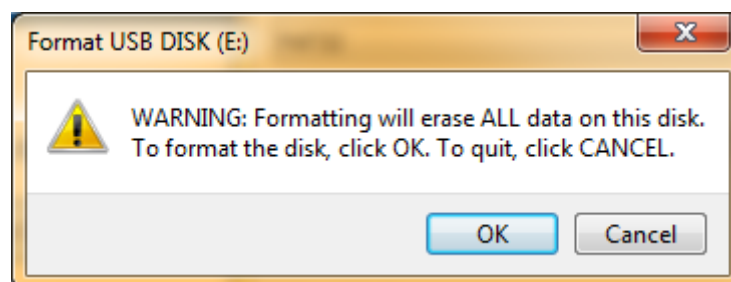 Format USB DISK (E:)
WARNING: Formatting will erase ALL data on this disk.
To format the disk, click OK. To quit, click CANCEL.
OK
Cancel